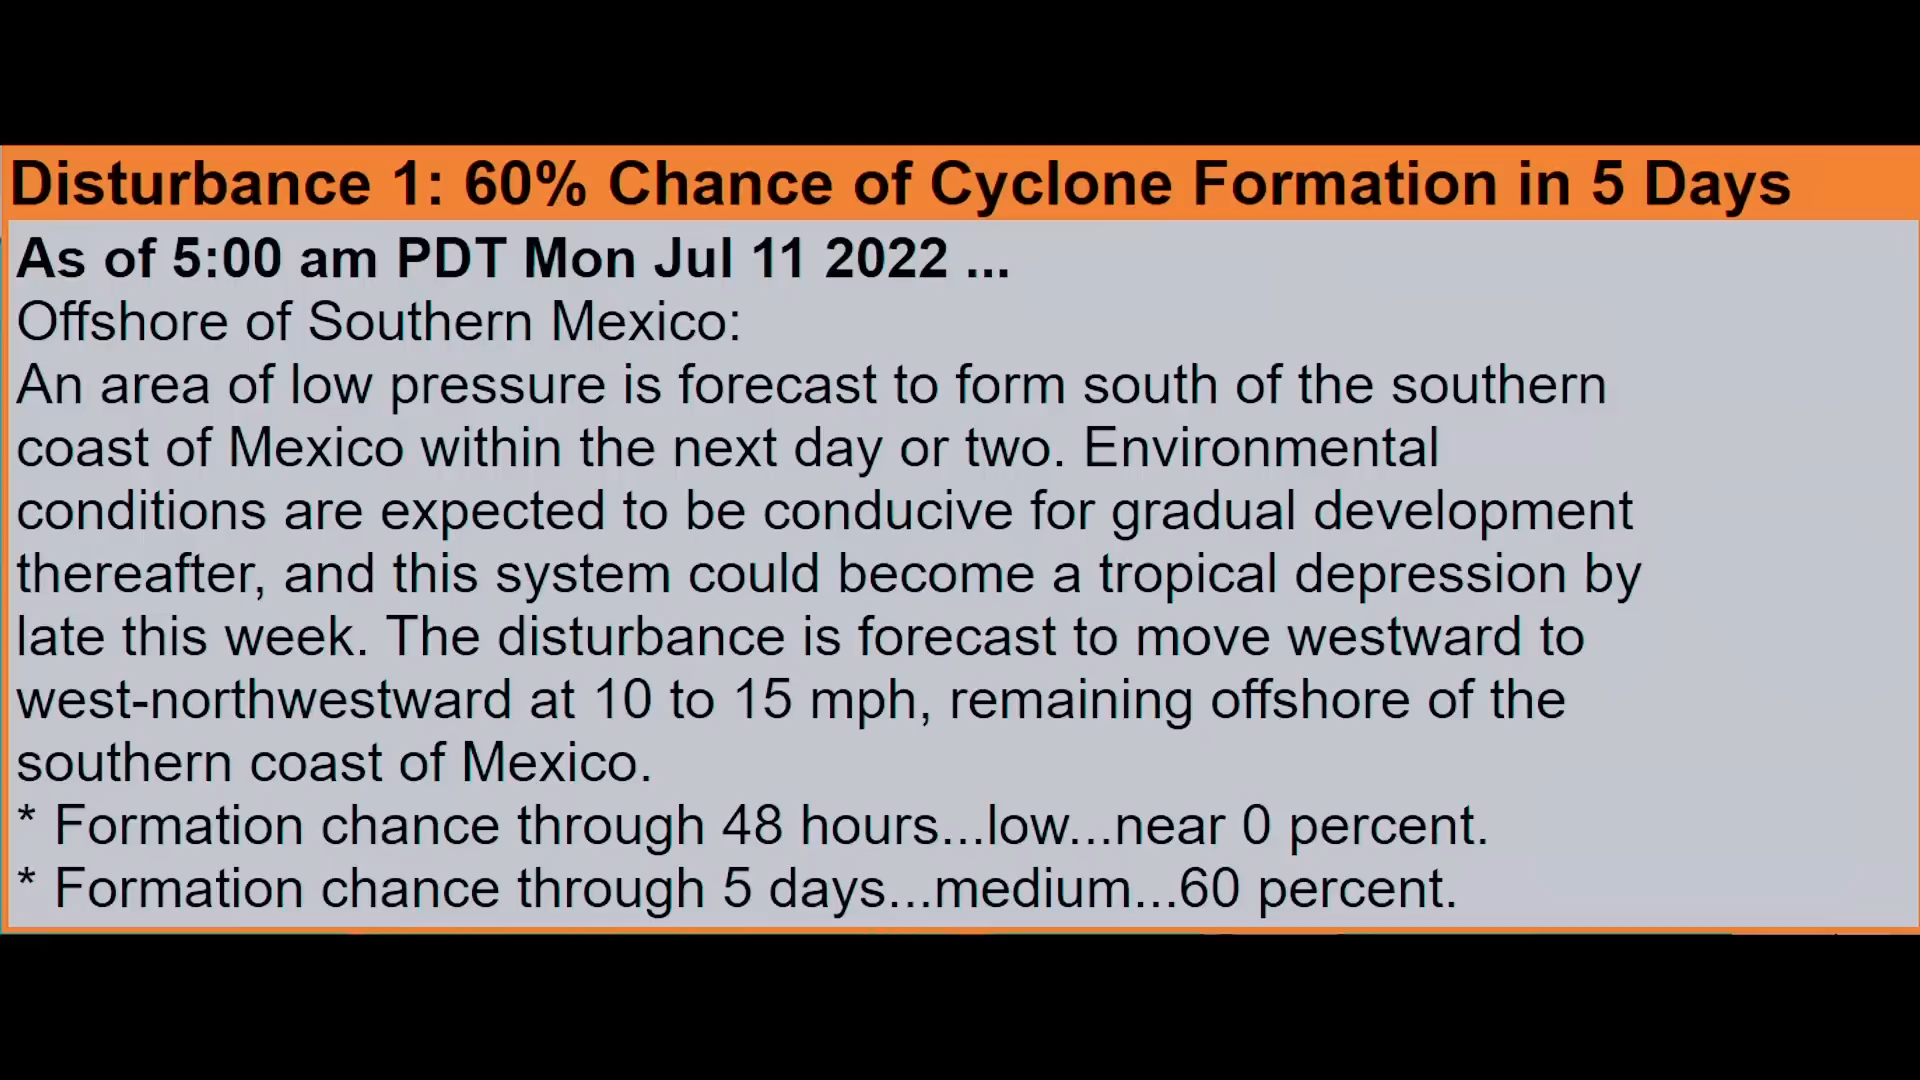 Disturbance 1: 60% Chance of Cyclone Formation in 5 Days
As of 5:00 am PDT Mon Jul 11 2022 ...
Offshore of Southern Mexico:
An area of low pressure is forecast to form south of the southern
coast of Mexico within the next day or two. Environmental
conditions are expected to be conducive for gradual development
thereafter, and this system could become a tropical depression by
late this week. The disturbance is forecast to move westward to
west-northwestward at 10 to 15 mph, remaining offshore of the
southern coast of Mexico.
* Formation chance through 48 hours...low...near 0 percent.
* Formation chance through 5 days...medium...60 percent.